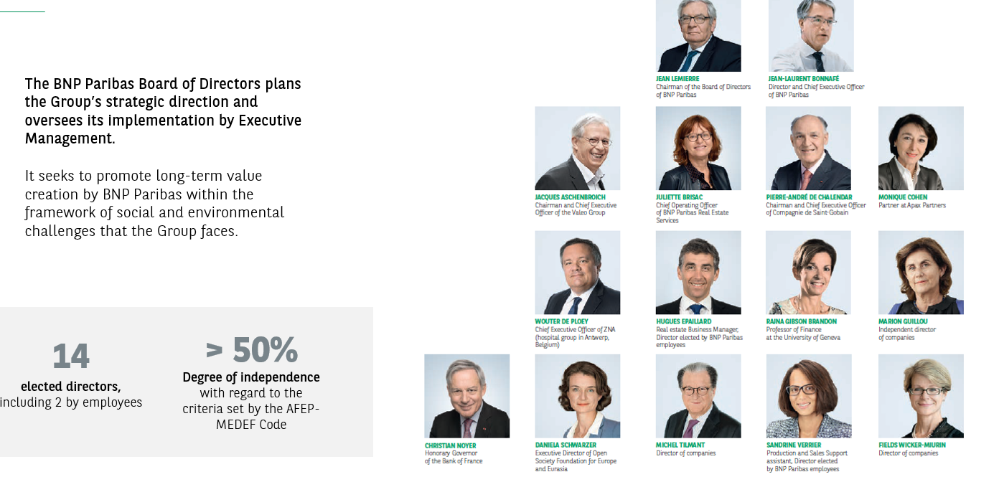 The BNP Paribas Board of Directors plans
the Group's strategic direction and
oversees its implementation by Executive
Management.
It seeks to promote long-term value
creation by BNP Paribas within the
framework of social and environmental
challenges that the Group faces.
14
elected directors,
including 2 by employees
> 50%
Degree of independence
with regard to the
criteria set by the AFEP-
MEDEF Code
JEAN LEMIERRE
Chairman of the Board of Directors
of BNP Paribas
JEAN-LAURENT BONNAFÉ
Director and Chief Executive Officer
of BNP Paribas
JACQUES ASCHENBROICH
Chairman and Chief Executive
Officer of the Valeo Group
JULIETTE BRISAC
Chief Operating Officer
of BNP Paribas Real Estate
Services
PIERRE-ANDRÉ DE CHALENDAR
Chairman and Chief Executive Officer
of Compagnie de Saint-Gobain
MONIQUE COHEN
Partner at Apax Partners
WOUTER DE PLOEY
Chief Executive Officer of ZNA
(hospital group in Antwerp,
Belgium)
HUGUES EPAILLARD
Real estate Business Manager,
Director elected by BNP Paribas
employees
RAJNA GIBSON BRANDON
Professor of Finance
at the University of Geneva
MARION GUILLOU
Independent director
of companies
CHRISTIAN NOYER
Honorary Governor
of the Bank of France
DANIELA SCHWARZER
Executive Director of Open
Society Foundation for Europe
and Eurasia
MICHEL TILMANT
Director of companies
SANDRINE VERRIER
Production and Sales Support
assistant, Director elected
by BNP Paribas employees
FIELDS WICKER-MIURIN
Director of companies